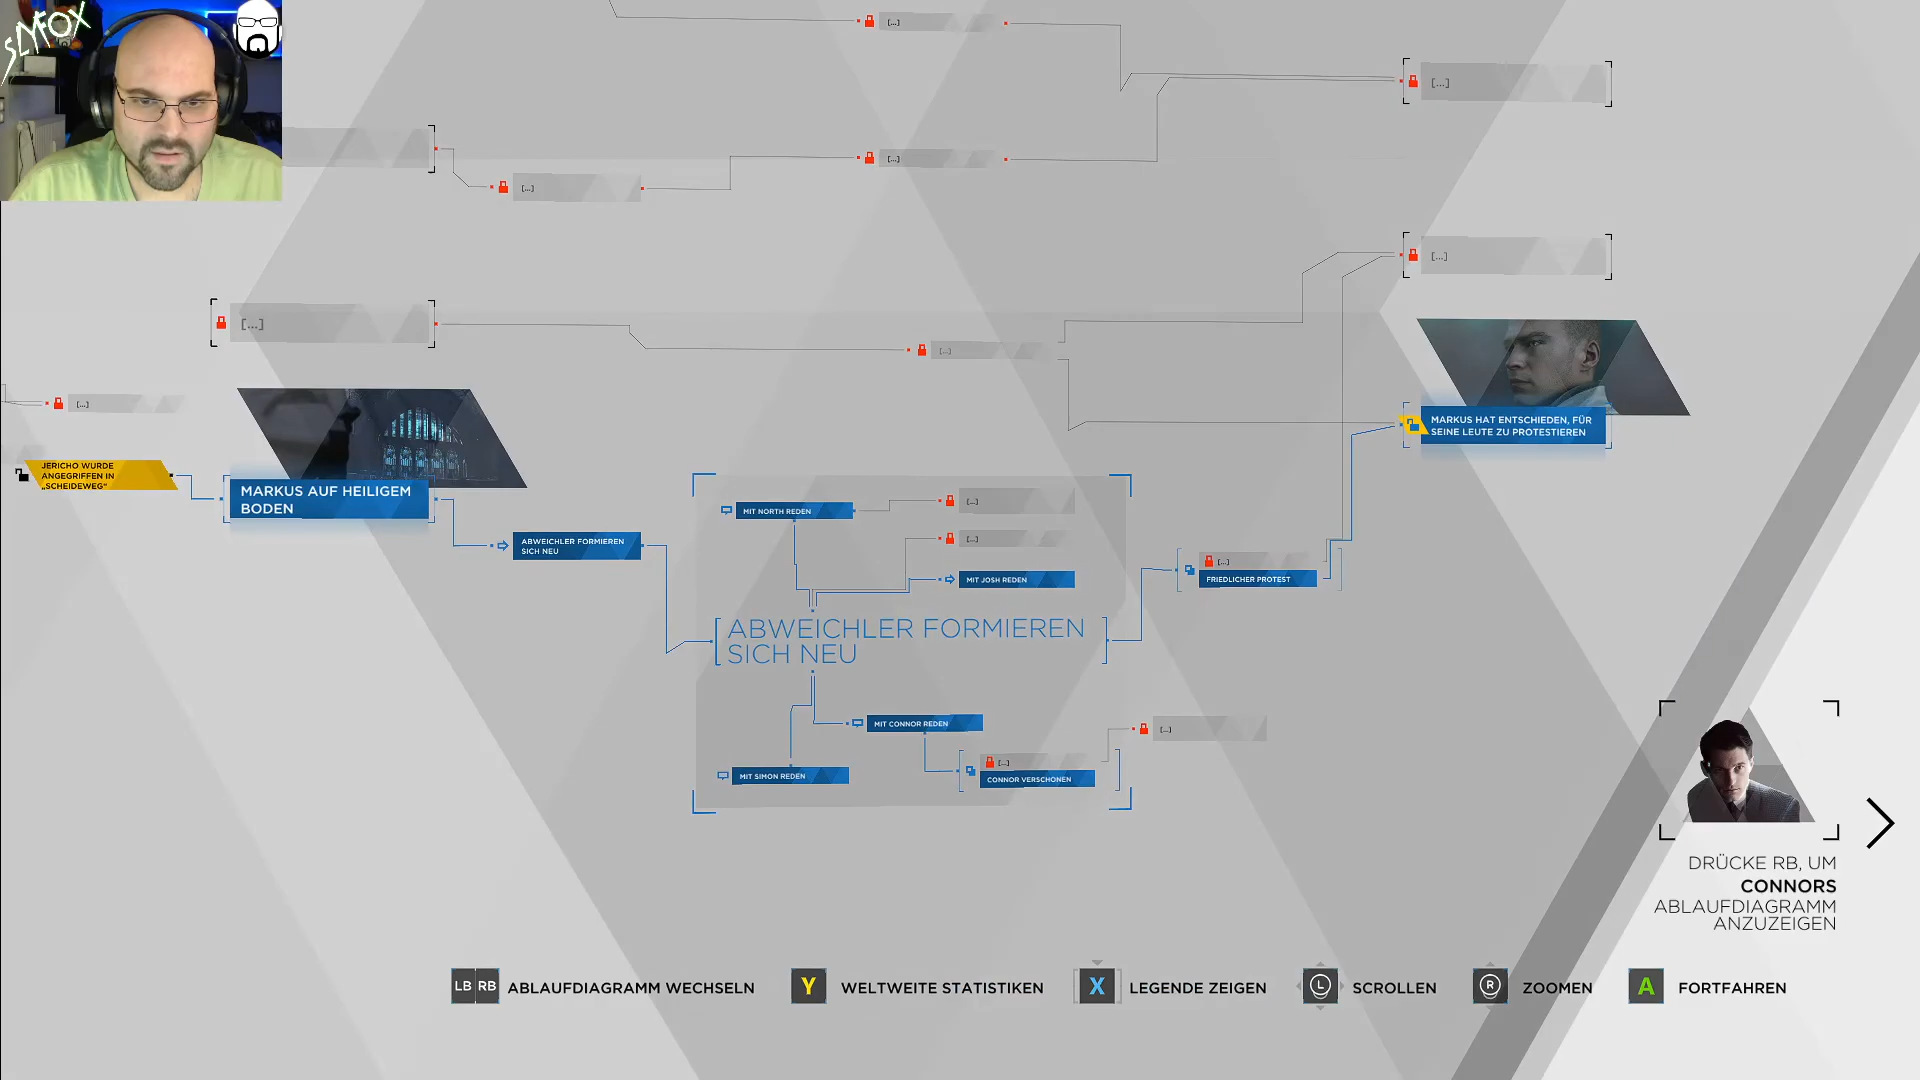 SLYFOX
[...]
[...]
[...]
[...]
[...]
[...]
[...]
[...]
MARKUS HAT ENTSCHIEDEN, FÜR
SEINE LEUTE ZU PROTESTIEREN
[...]
JERICHO WURDE
ANGEGRIFFEN IN
„SCHEIDEWEG“
MARKUS AUF HEILIGEM
BODEN
ABWEICHLER FORMIEREN
SICH NEU
MIT NORTH REDEN
[...]
[...]
MIT JOSH REDEN
ABWEICHLER FORMIEREN
SICH NEU
[...]
FRIEDLICHER PROTEST
MIT CONNOR REDEN
[...]
[...]
MIT SIMON REDEN
CONNOR VERSCHONEN
DRÜCKE RB, UM
CONNORS
ABLAUFDIAGRAMM
ANZUZEIGEN
LB RB ABLAUFDIAGRAMM WECHSELN
Y WELTWEITE STATISTIKEN
X LEGENDE ZEIGEN
L SCROLLEN
R ZOOMEN
A FORTFAHREN